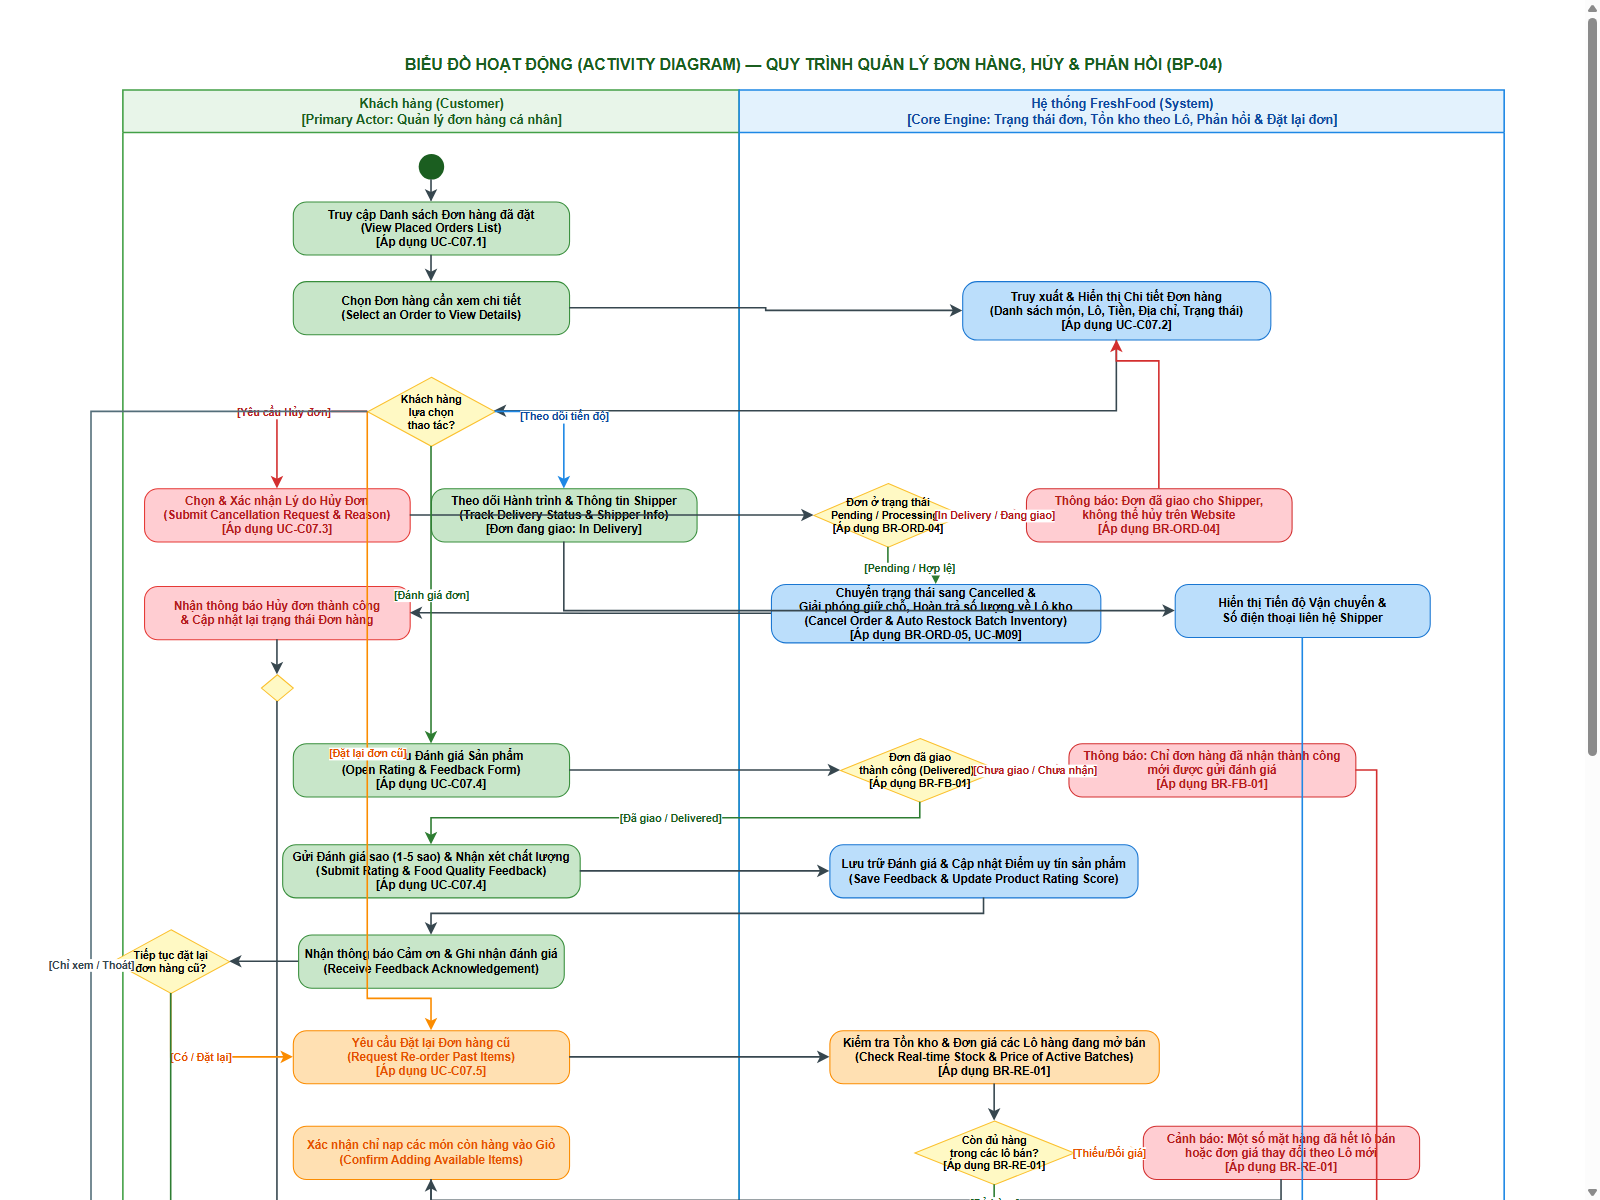 BIỂU ĐỒ HOẠT ĐỘNG (ACTIVITY DIAGRAM) — QUY TRÌNH QUẢN LÝ ĐƠN HÀNG, HỦY & PHẢN HỒI (BP-04)
Khách hàng (Customer)
[Primary Actor: Quản lý đơn hàng cá nhân]
Hệ thống FreshFood (System)
[Core Engine: Trạng thái đơn, Tồn kho theo Lô, Phản hồi & Đặt lại đơn]
Truy cập Danh sách Đơn hàng đã đặt
(View Placed Orders List)
[Áp dụng UC-C07.1]
Chọn Đơn hàng cần xem chi tiết
(Select an Order to View Details)
Truy xuất & Hiển thị Chi tiết Đơn hàng
(Danh sách món, Lô, Tiền, Địa chỉ, Trạng thái)
[Áp dụng UC-C07.2]
Khách hàng
lựa chọn
thao tác?
[Yêu cầu Hủy đơn]
[Theo dõi tiến độ]
Chọn & Xác nhận Lý do Hủy Đơn
(Submit Cancellation Request & Reason)
[Áp dụng UC-C07.3]
Theo dõi Hành trình & Thông tin Shipper
(Track Delivery Status & Shipper Info)
[Đơn đang giao: In Delivery]
Đơn ở trạng thái
Pending / Processing
[Áp dụng BR-ORD-04]
[In Delivery / Đang giao]
Thông báo: Đơn đã giao cho Shipper,
không thể hủy trên Website
[Áp dụng BR-ORD-04]
[Pending / Hợp lệ]
Nhận thông báo Hủy đơn thành công
& Cập nhật lại trạng thái Đơn hàng
[Đánh giá đơn]
Chuyển trạng thái sang Cancelled &
Giải phóng giữ chỗ, Hoàn trả số lượng về Lô kho
(Cancel Order & Auto Restock Batch Inventory)
[Áp dụng BR-ORD-05, UC-M09]
Hiển thị Tiến độ Vận chuyển &
Số điện thoại liên hệ Shipper
[Đặt lại đơn cũ]
Đánh giá Sản phẩm
(Open Rating & Feedback Form)
[Áp dụng UC-C07.4]
Đơn đã giao
thành công (Delivered)
[Áp dụng BR-FB-01]
[Chưa giao / Chưa nhận]
Thông báo: Chỉ đơn hàng đã nhận thành công
mới được gửi đánh giá
[Áp dụng BR-FB-01]
[Đã giao / Delivered]
Gửi Đánh giá sao (1-5 sao) & Nhận xét chất lượng
(Submit Rating & Food Quality Feedback)
[Áp dụng UC-C07.4]
Lưu trữ Đánh giá & Cập nhật Điểm uy tín sản phẩm
(Save Feedback & Update Product Rating Score)
Nhận thông báo Cảm ơn & Ghi nhận đánh giá
(Receive Feedback Acknowledgement)
Tiếp tục đặt lại
đơn hàng cũ?
[Chỉ xem / Thoát]
[Có / Đặt lại]
Yêu cầu Đặt lại Đơn hàng cũ
(Request Re-order Past Items)
[Áp dụng UC-C07.5]
Kiểm tra Tồn kho & Đơn giá các Lô hàng đang mở bán
(Check Real-time Stock & Price of Active Batches)
[Áp dụng BR-RE-01]
Xác nhận chỉ nạp các món còn hàng vào Giỏ
(Confirm Adding Available Items)
Còn đủ hàng
trong các lô bán?
[Áp dụng BR-RE-01]
[Thiếu/Đổi giá]
Cảnh báo: Một số mặt hàng đã hết lô bán
hoặc đơn giá thay đổi theo Lô mới
[Áp dụng BR-RE-01]